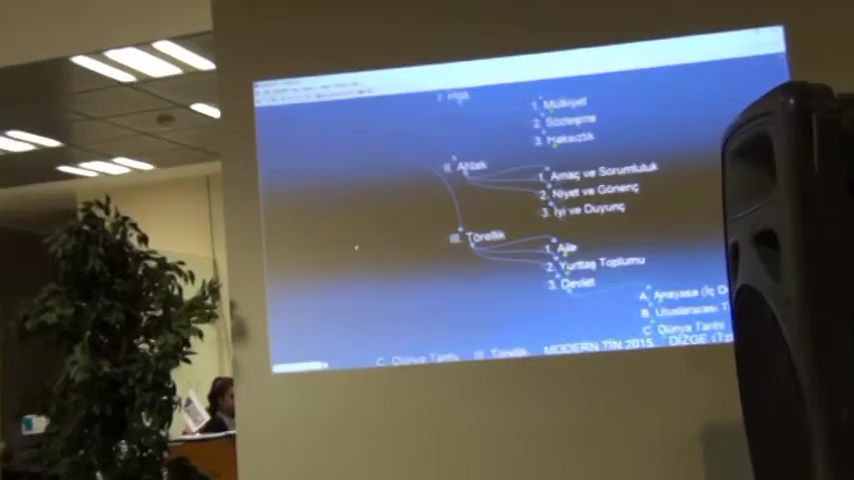 1. Mülkiyet
2. Sözleşme
3. Haksızlık
II. Ahlak
1. Amaç ve Sorumluluk
2. Niyet ve Gönenç
3. İyi ve Duyunç
III. Törellik
1. Aile
2. Yurttaş Toplumu
3. Devlet
A. Anayasa (İç
B. Uluslararası
C. Dünya Tarihi
C. Dünya Tarihi III. Törellik MODERN TİN 2015 DİZGE